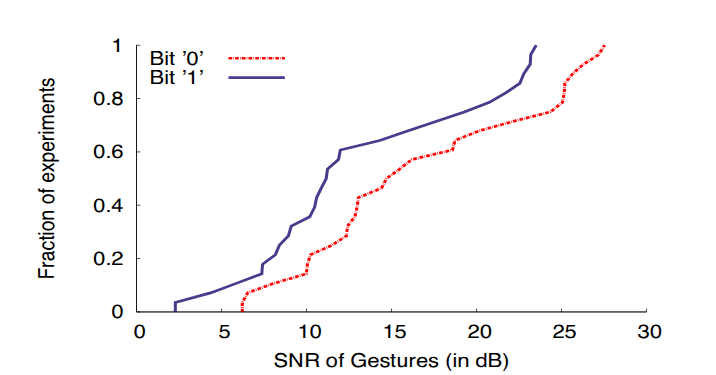 1
Bit '0'
Bit '1'
0.8
0.6
0.4
0.2
0
Fraction of experiments
0 5 10 15 20 25 30
SNR of Gestures (in dB)